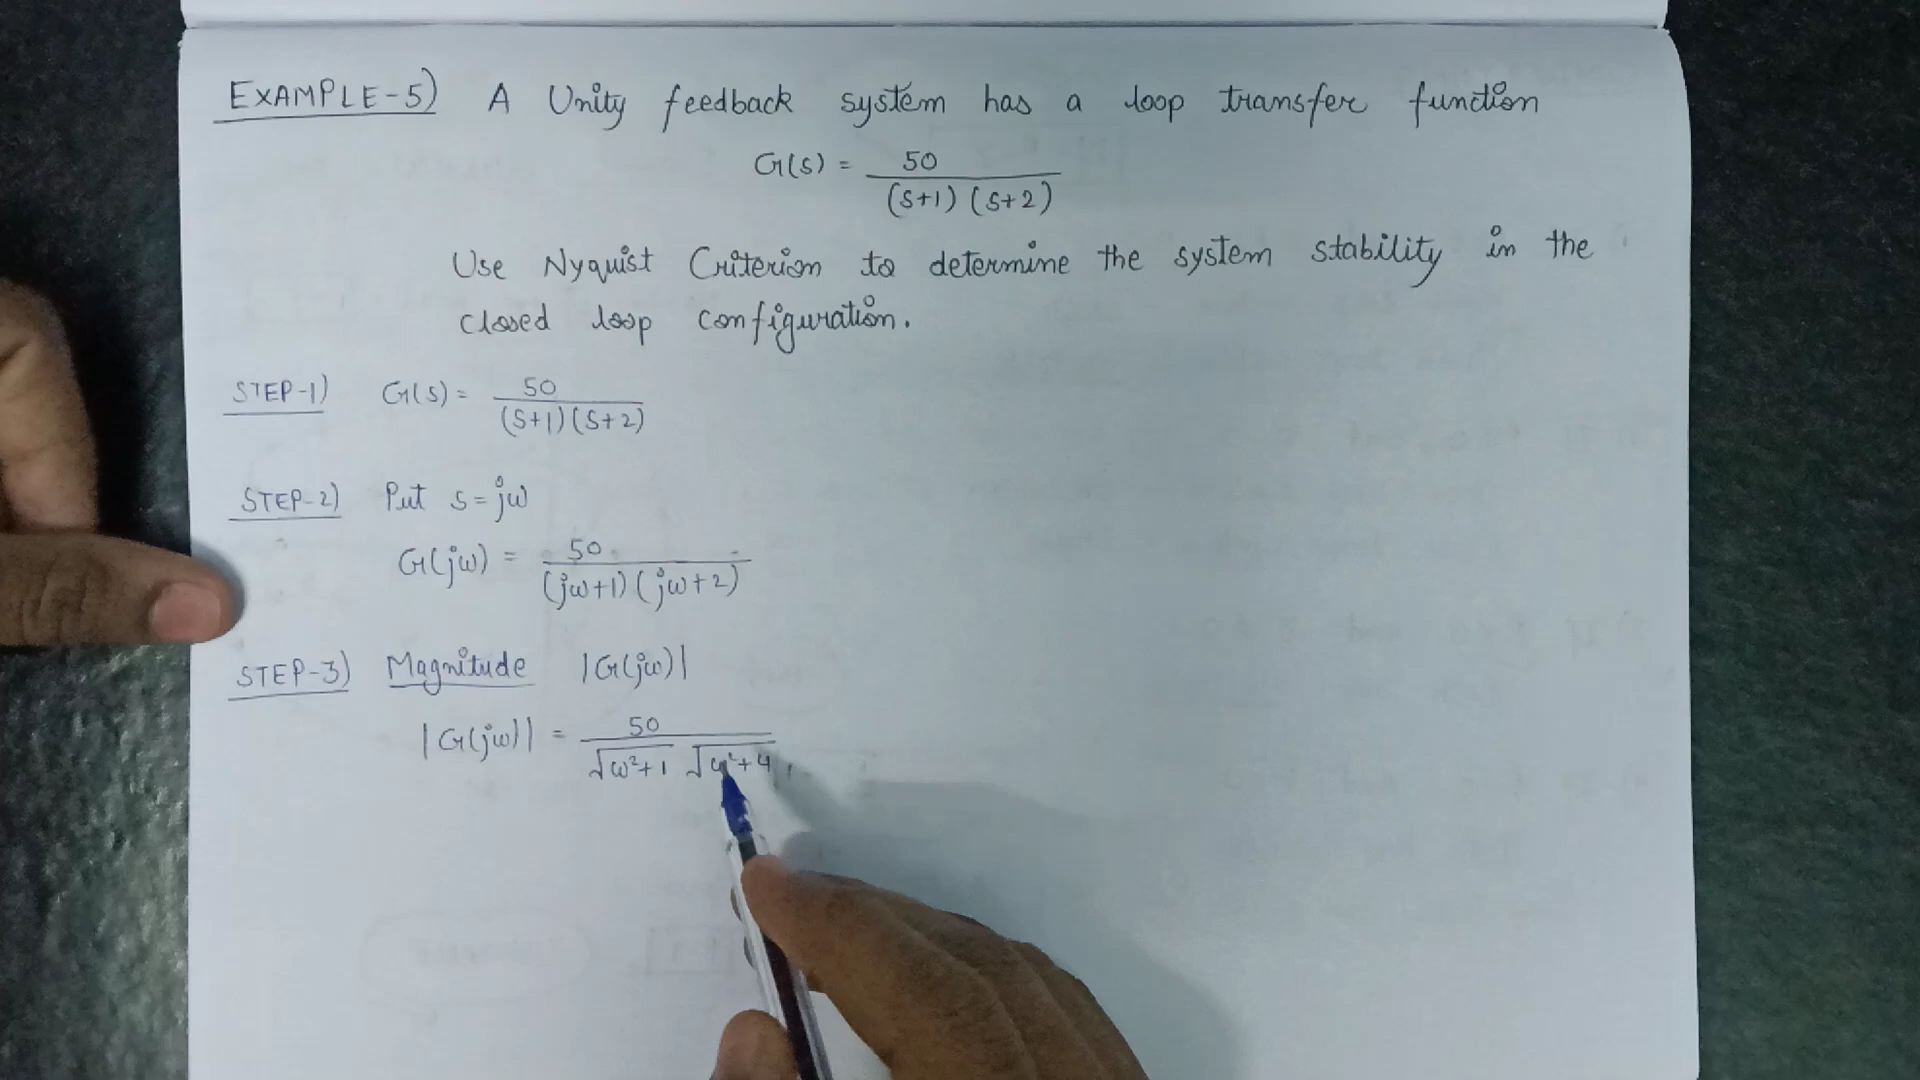 EXAMPLE-5) A Unity feedback system has a loop transfer function
G(s) = 50 / (s+1) (s+2)
Use Nyquist Criterion to determine the system stability in the
closed loop configuration.
STEP-1) G(s) = 50 / (s+1)(s+2)
STEP-2) Put s=jω
G(jω) = 50 / (jω+1) (jω+2)
STEP-3) Magnitude |G(jω)|
|G(jω)| = 50 / √ω²+1 √ω²+4